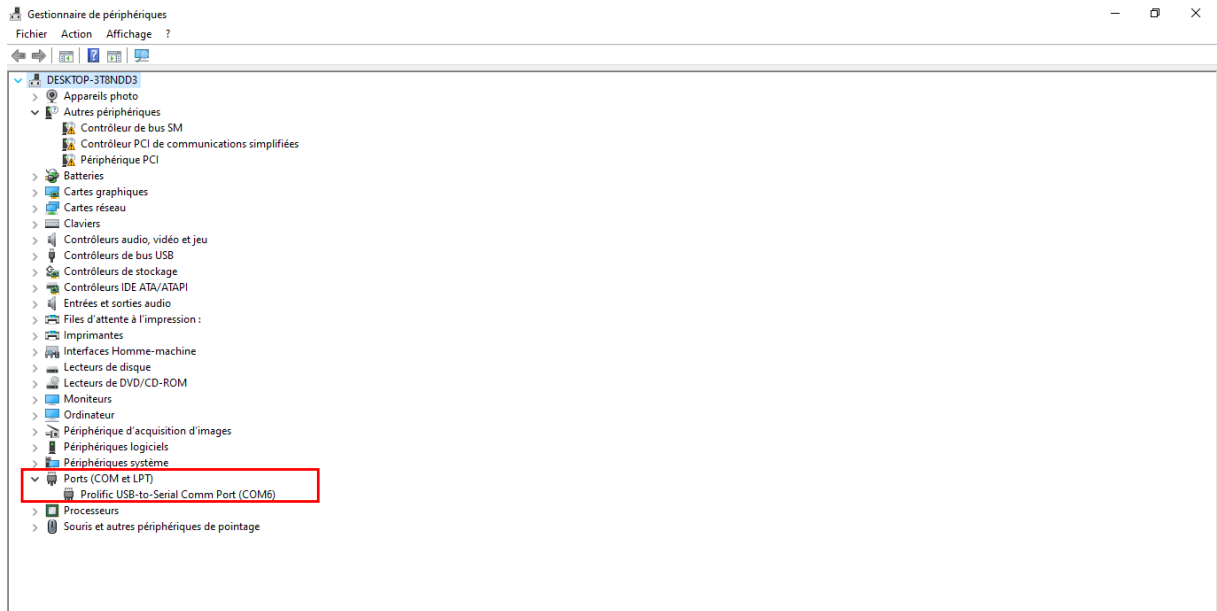 Gestionnaire de périphériques
Fichier Action Affichage ?
DESKTOP-3T8NDD3
Appareils photo
Autres périphériques
Contrôleur de bus SM
Contrôleur PCI de communications simplifiées
Périphérique PCI
Batteries
Cartes graphiques
Cartes réseau
Claviers
Contrôleurs audio, vidéo et jeu
Contrôleurs de bus USB
Contrôleurs de stockage
Contrôleurs IDE ATA/ATAPI
Entrées et sorties audio
Files d'attente à l'impression :
Imprimantes
Interfaces Homme-machine
Lecteurs de disque
Lecteurs de DVD/CD-ROM
Moniteurs
Ordinateur
Périphérique d'acquisition d'images
Périphériques logiciels
Périphériques système
Ports (COM et LPT)
Prolific USB-to-Serial Comm Port (COM6)
Processeurs
Souris et autres périphériques de pointage